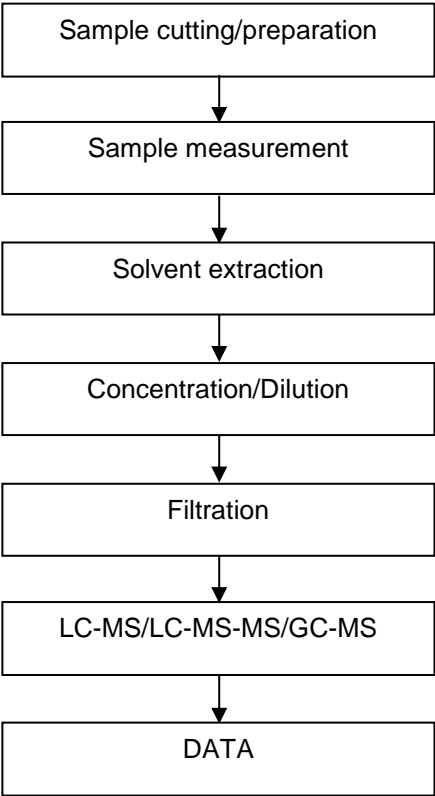 Sample cutting/preparation
Sample measurement
Solvent extraction
Concentration/Dilution
Filtration
LC-MS/LC-MS-MS/GC-MS
DATA